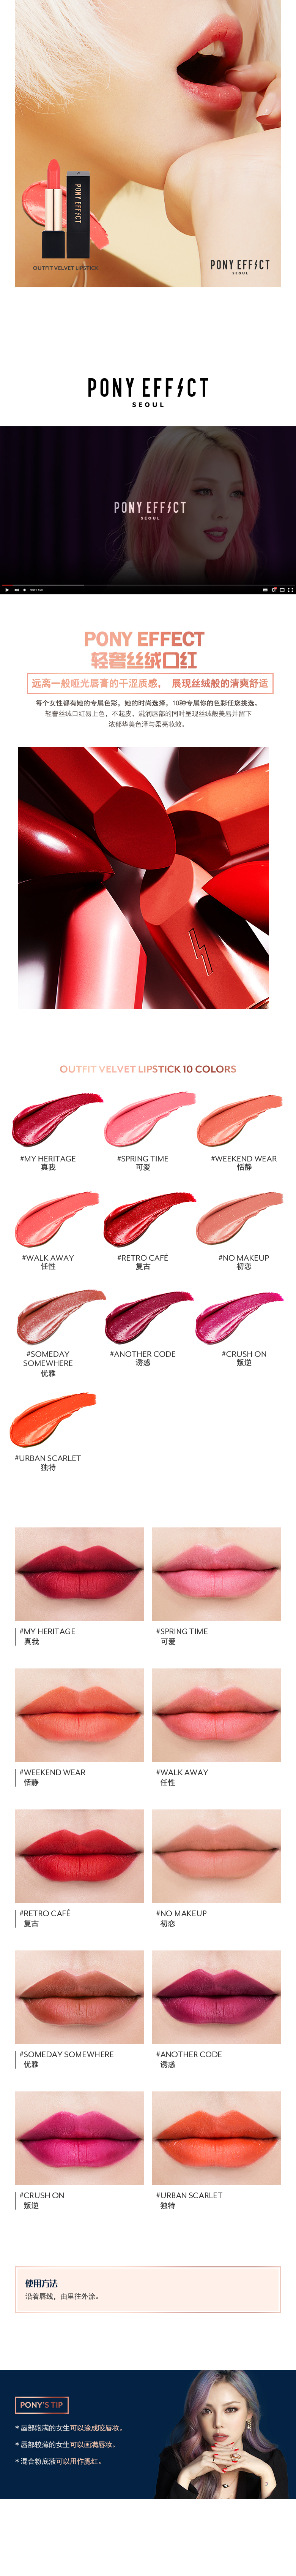 PONY EFFECT
OUTFIT VELVET LIPSTICK
PONY EFFECT
SEOUL
PONY EFFECT
SEOUL
PONY EFFECT
SEOUL
PONY EFFECT
轻奢丝绒口红
远离一般哑光唇膏的干涩质感， 展现丝绒般的清爽舒适
每个女性都有她的专属色彩，她的时尚选择，10种专属你的色彩任您挑选。
轻奢丝绒口红易上色，不起皮，滋润唇部的同时呈现丝绒般美唇并留下
浓郁华美色泽与柔亮妆效。
OUTFIT VELVET LIPSTICK 10 COLORS
#MY HERITAGE
真我
#SPRING TIME
可爱
#WEEKEND WEAR
恬静
#WALK AWAY
任性
#RETRO CAFÉ
复古
#NO MAKEUP
初恋
#SOMEDAY
SOMEWHERE
优雅
#ANOTHER CODE
诱惑
#CRUSH ON
叛逆
#URBAN SCARLET
独特
#MY HERITAGE
真我
#SPRING TIME
可爱
#WEEKEND WEAR
恬静
#WALK AWAY
任性
#RETRO CAFÉ
复古
#NO MAKEUP
初恋
#SOMEDAY SOMEWHERE
优雅
#ANOTHER CODE
诱惑
#CRUSH ON
叛逆
#URBAN SCARLET
独特
使用方法
沿着唇线，由里往外涂。
PONY'S TIP
* 唇部饱满的女生可以涂成咬唇妆。
* 唇部较薄的女生可以画满唇妆。
* 混合粉底液可以用作腮红。